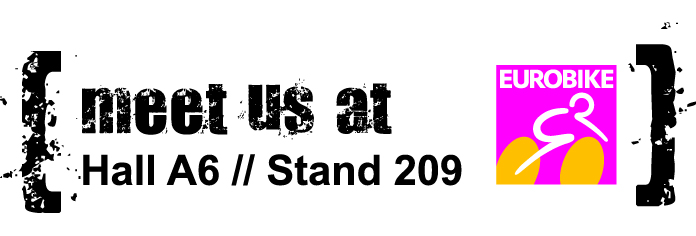 meet us at
Hall A6 // Stand 209
EUROBIKE